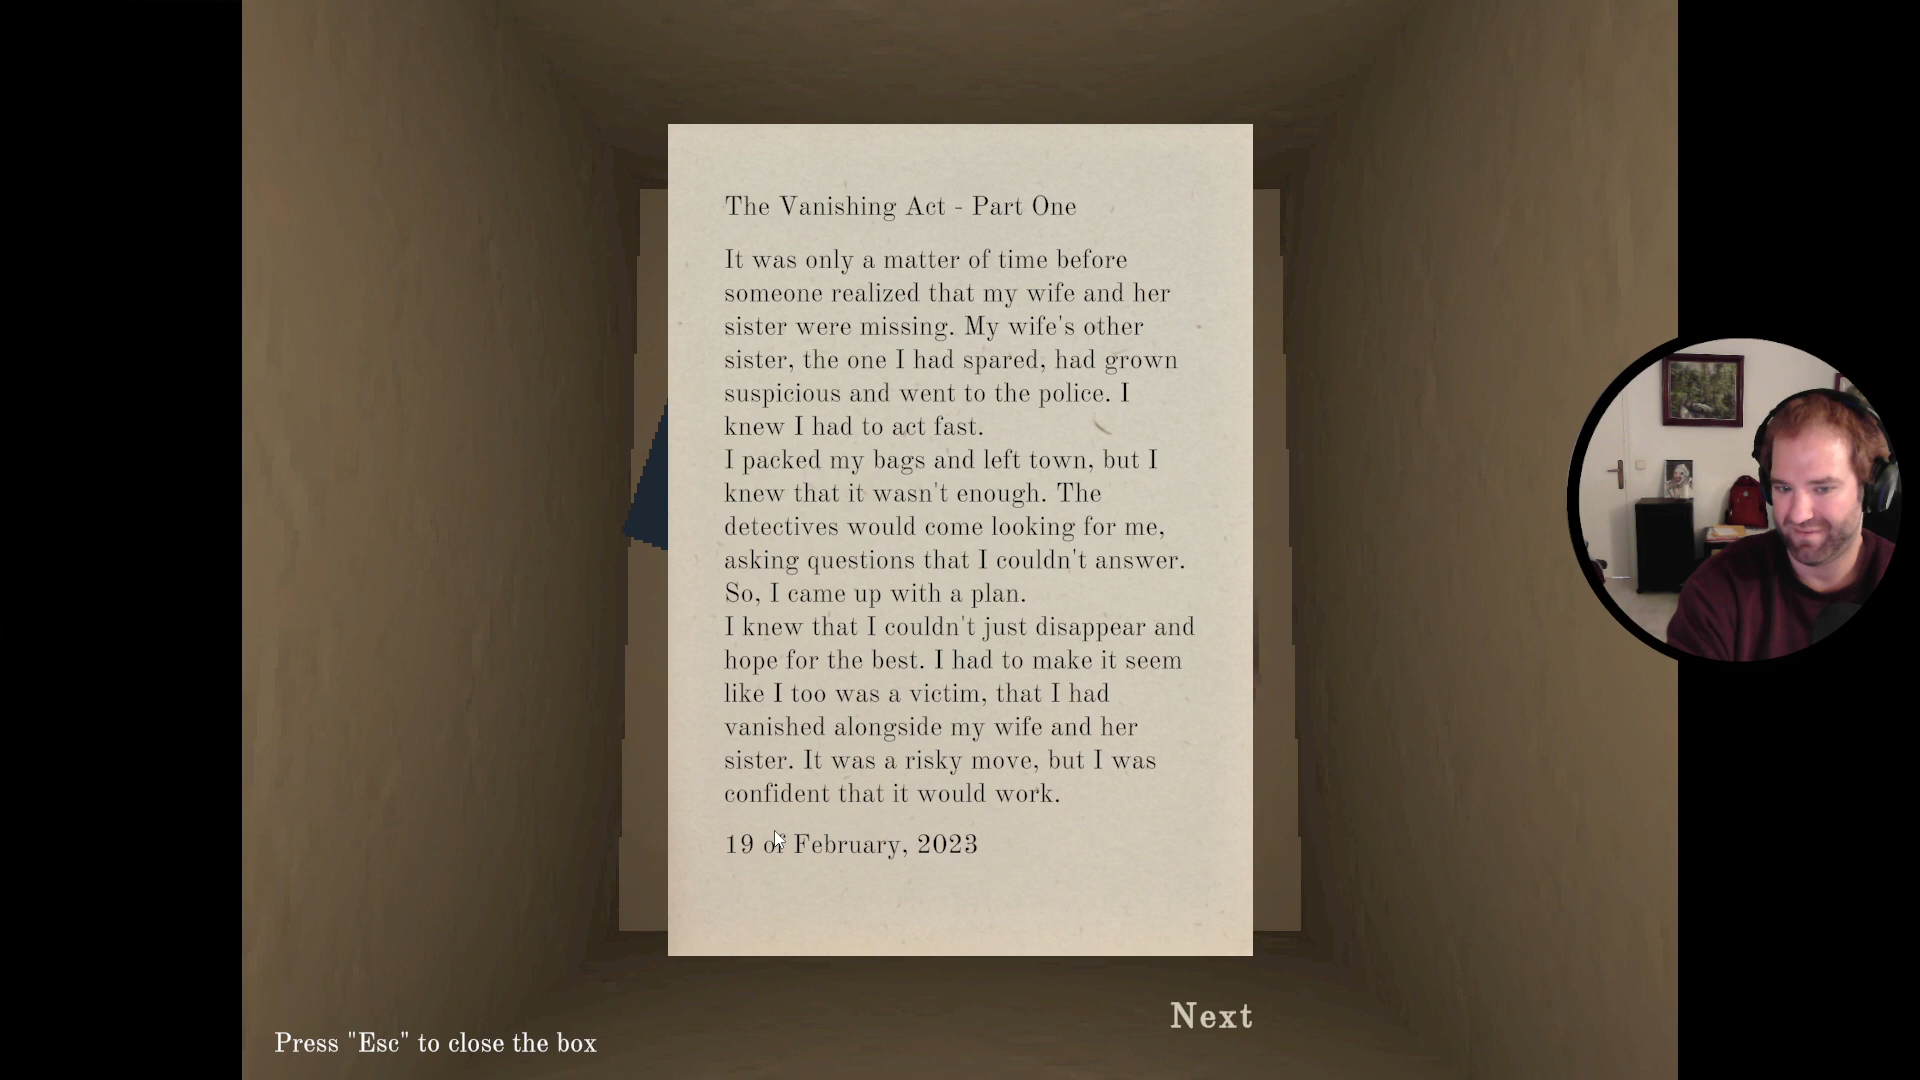 The Vanishing Act - Part One
It was only a matter of time before
someone realized that my wife and her
sister were missing. My wife's other
sister, the one I had spared, had grown
suspicious and went to the police. I
knew I had to act fast.
I packed my bags and left town, but I
knew that it wasn't enough. The
detectives would come looking for me,
asking questions that I couldn't answer.
So, I came up with a plan.
I knew that I couldn't just disappear and
hope for the best. I had to make it seem
like I too was a victim, that I had
vanished alongside my wife and her
sister. It was a risky move, but I was
confident that it would work.
19 of February, 2023
Next
Press "Esc" to close the box